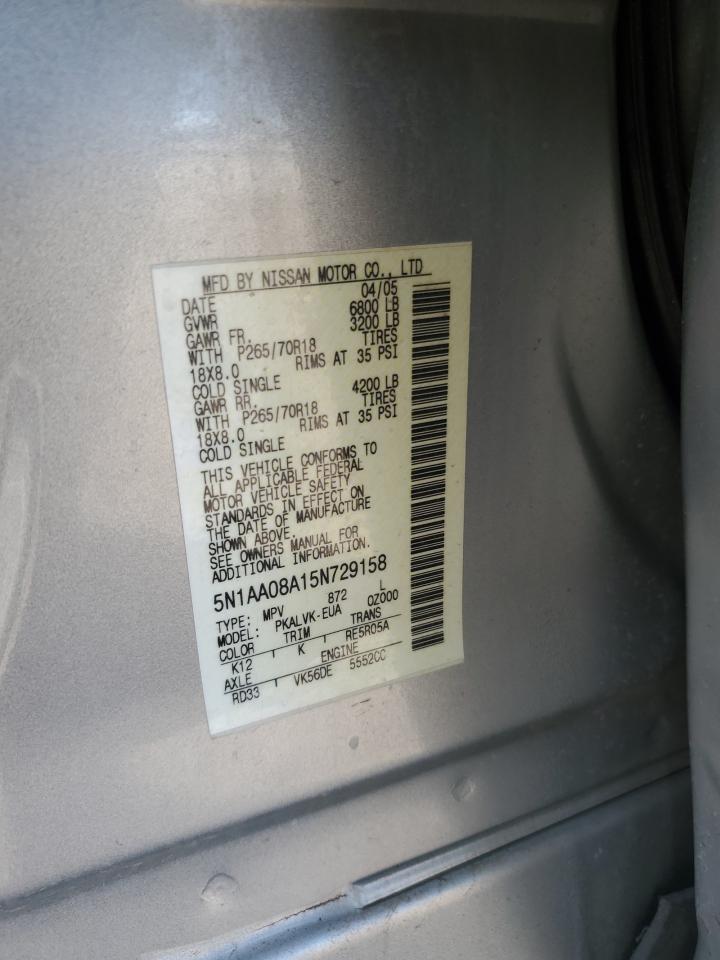 MFD BY NISSAN MOTOR CO., LTD
DATE 04/05
GVWR 6800 LB
GAWR FR. 3200 LB
WITH P265/70R18 TIRES
18X8.0 RIMS AT 35 PSI
COLD SINGLE
GAWR RR. 4200 LB
WITH P265/70R18 TIRES
18X8.0 RIMS AT 35 PSI
COLD SINGLE
THIS VEHICLE CONFORMS TO
ALL APPLICABLE FEDERAL
MOTOR VEHICLE SAFETY
STANDARDS IN EFFECT ON
THE DATE OF MANUFACTURE
SHOWN ABOVE.
SEE OWNERS MANUAL FOR
ADDITIONAL INFORMATION.
5N1AA08A15N729158
TYPE: MPV 872 L
MODEL: PKALVK-EUA OZ000
COLOR TRIM TRANS
K12 K RE5R05A
AXLE ENGINE
RD33 VK56DE 5552CC